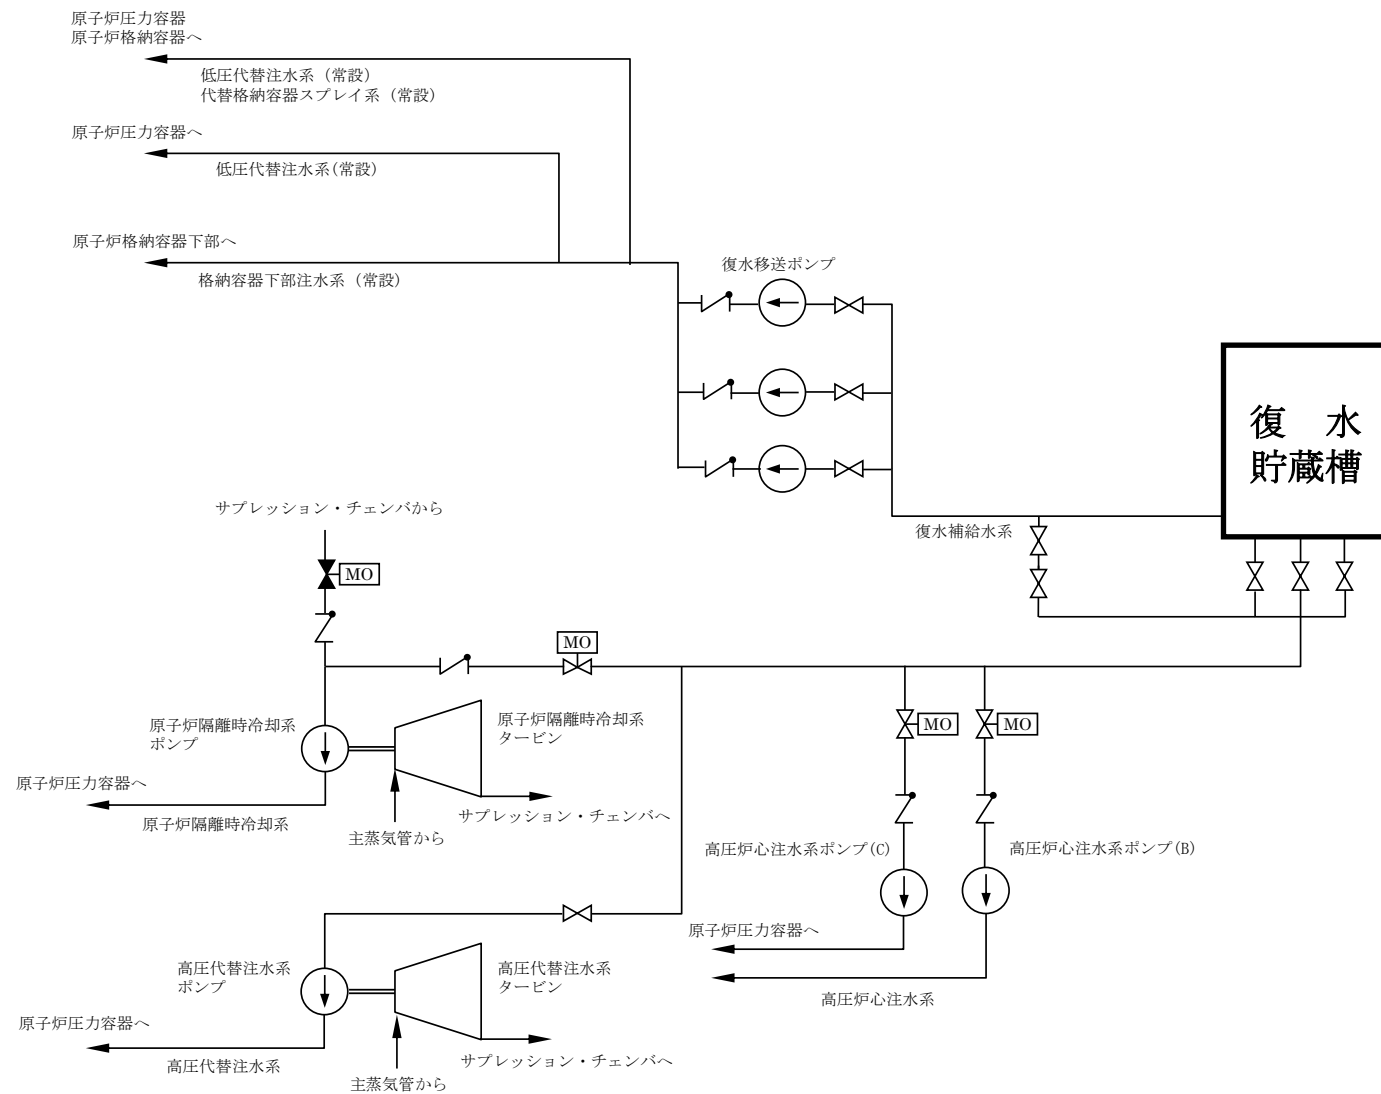 原子炉圧力容器
原子炉格納容器へ
低圧代替注水系（常設）
代替格納容器スプレイ系（常設）
原子炉圧力容器へ
低圧代替注水系(常設)
原子炉格納容器下部へ
格納容器下部注水系（常設）
復水移送ポンプ
復　水
貯蔵槽
サプレッション・チェンバから
復水補給水系
MO
MO
原子炉隔離時冷却系
ポンプ
原子炉隔離時冷却系
タービン
MO
MO
原子炉圧力容器へ
原子炉隔離時冷却系
主蒸気管から
サプレッション・チェンバへ
高圧炉心注水系ポンプ(C)
高圧炉心注水系ポンプ(B)
原子炉圧力容器へ
高圧炉心注水系
高圧代替注水系
ポンプ
高圧代替注水系
タービン
原子炉圧力容器へ
高圧代替注水系
主蒸気管から
サプレッション・チェンバへ